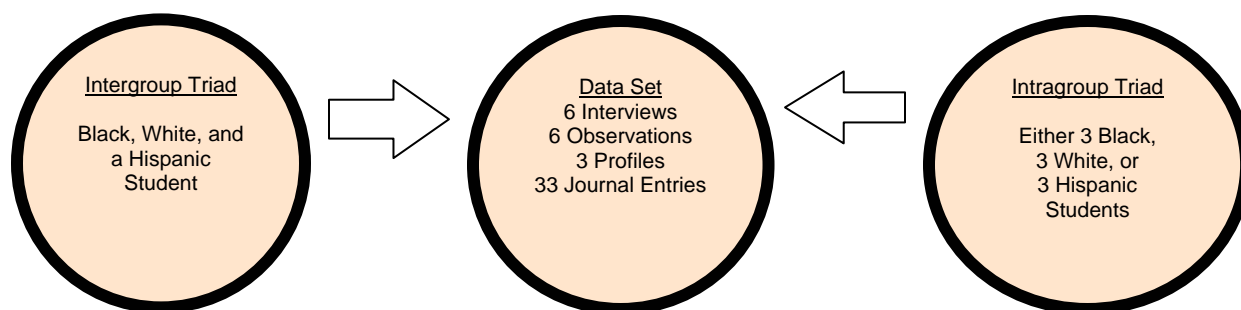 Intergroup Triad
Black, White, and
a Hispanic
Student
Data Set
6 Interviews
6 Observations
3 Profiles
33 Journal Entries
Intragroup Triad
Either 3 Black,
3 White, or
3 Hispanic
Students